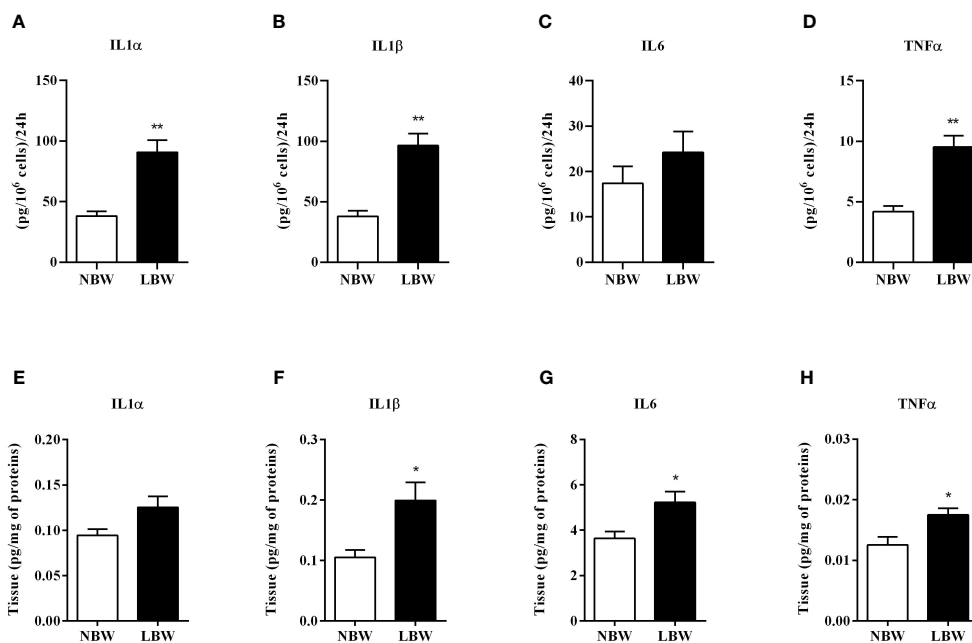 A
IL1α
(pg/10⁶ cells)/24h
150
100
50
0
**
NBW LBW
B
IL1β
(pg/10⁶ cells)/24h
150
100
50
0
**
NBW LBW
C
IL6
(pg/10⁶ cells)/24h
40
30
20
10
0
NBW LBW
D
TNFα
(pg/10⁶ cells)/24h
15
10
5
0
**
NBW LBW
E
IL1α
Tissue (pg/mg of proteins)
0.20
0.15
0.10
0.05
0.00
NBW LBW
F
IL1β
Tissue (pg/mg of proteins)
0.3
0.2
0.1
0.0
*
NBW LBW
G
IL6
Tissue (pg/mg of proteins)
8
6
4
2
0
*
NBW LBW
H
TNFα
Tissue (pg/mg of proteins)
0.03
0.02
0.01
0.00
*
NBW LBW